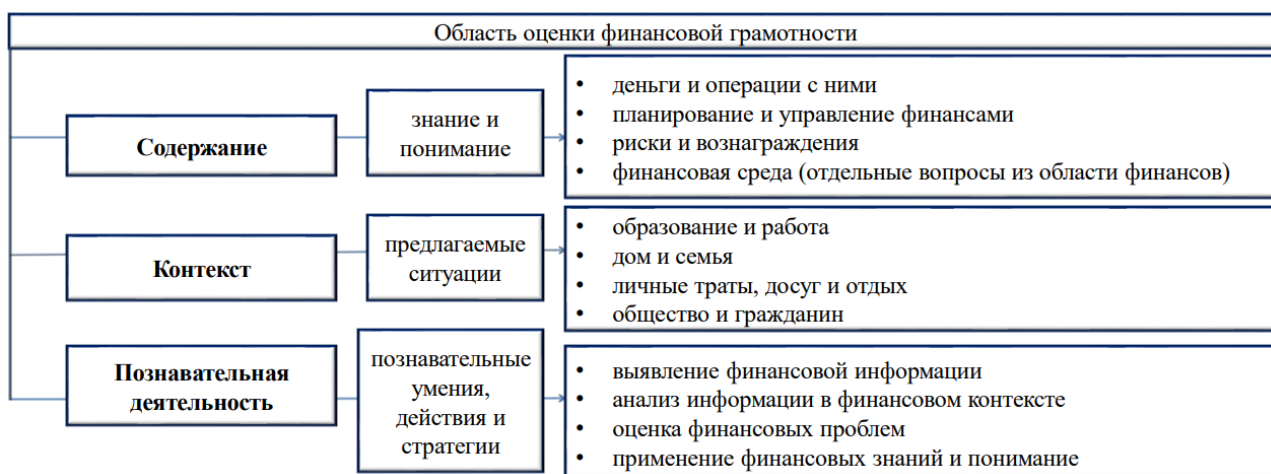 Область оценки финансовой грамотности
Содержание
знание и
понимание
• деньги и операции с ними
• планирование и управление финансами
• риски и вознаграждения
• финансовая среда (отдельные вопросы из области финансов)
Контекст
предлагаемые
ситуации
• образование и работа
• дом и семья
• личные траты, досуг и отдых
• общество и гражданин
Познавательная
деятельность
познавательные
умения,
действия и
стратегии
• выявление финансовой информации
• анализ информации в финансовом контексте
• оценка финансовых проблем
• применение финансовых знаний и понимание